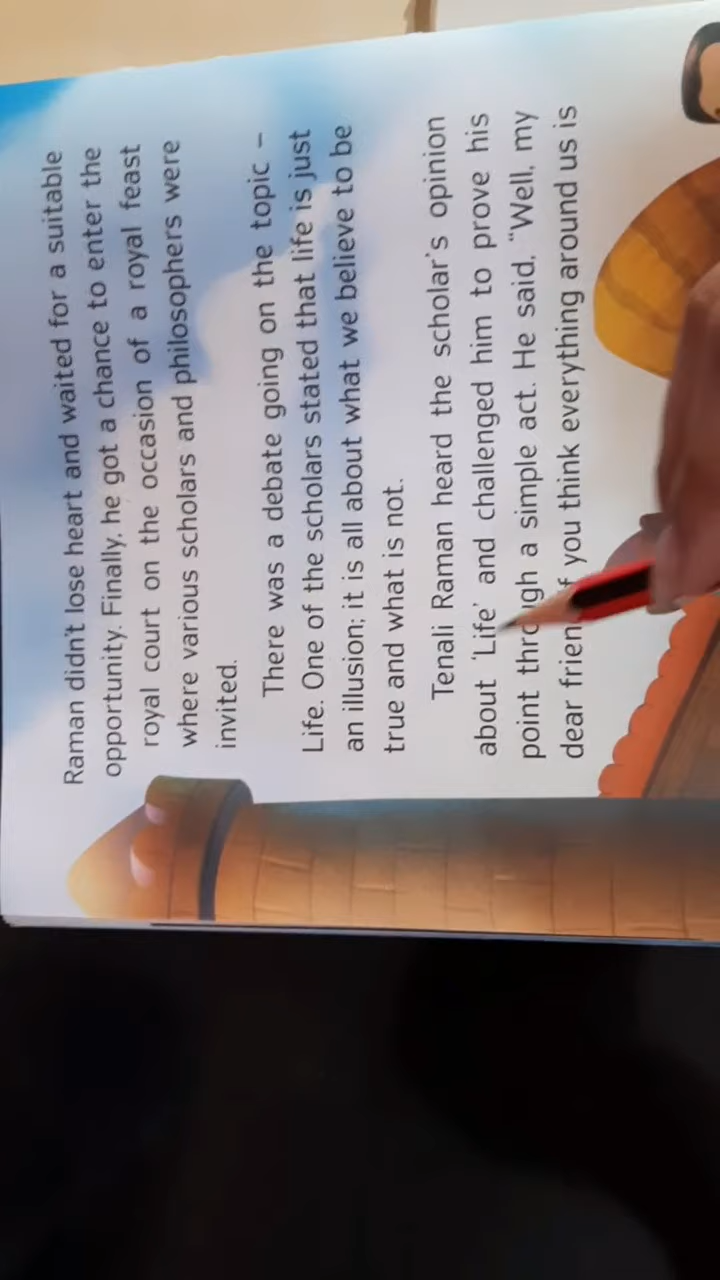 Raman didn't lose heart and waited for a suitable
opportunity. Finally, he got a chance to enter the
royal court on the occasion of a royal feast
where various scholars and philosophers were
invited.
There was a debate going on the topic –
Life. One of the scholars stated that life is just
an illusion; it is all about what we believe to be
true and what is not.
Tenali Raman heard the scholar's opinion
about 'Life' and challenged him to prove his
point through a simple act. He said, "Well, my
dear frien f you think everything around us is